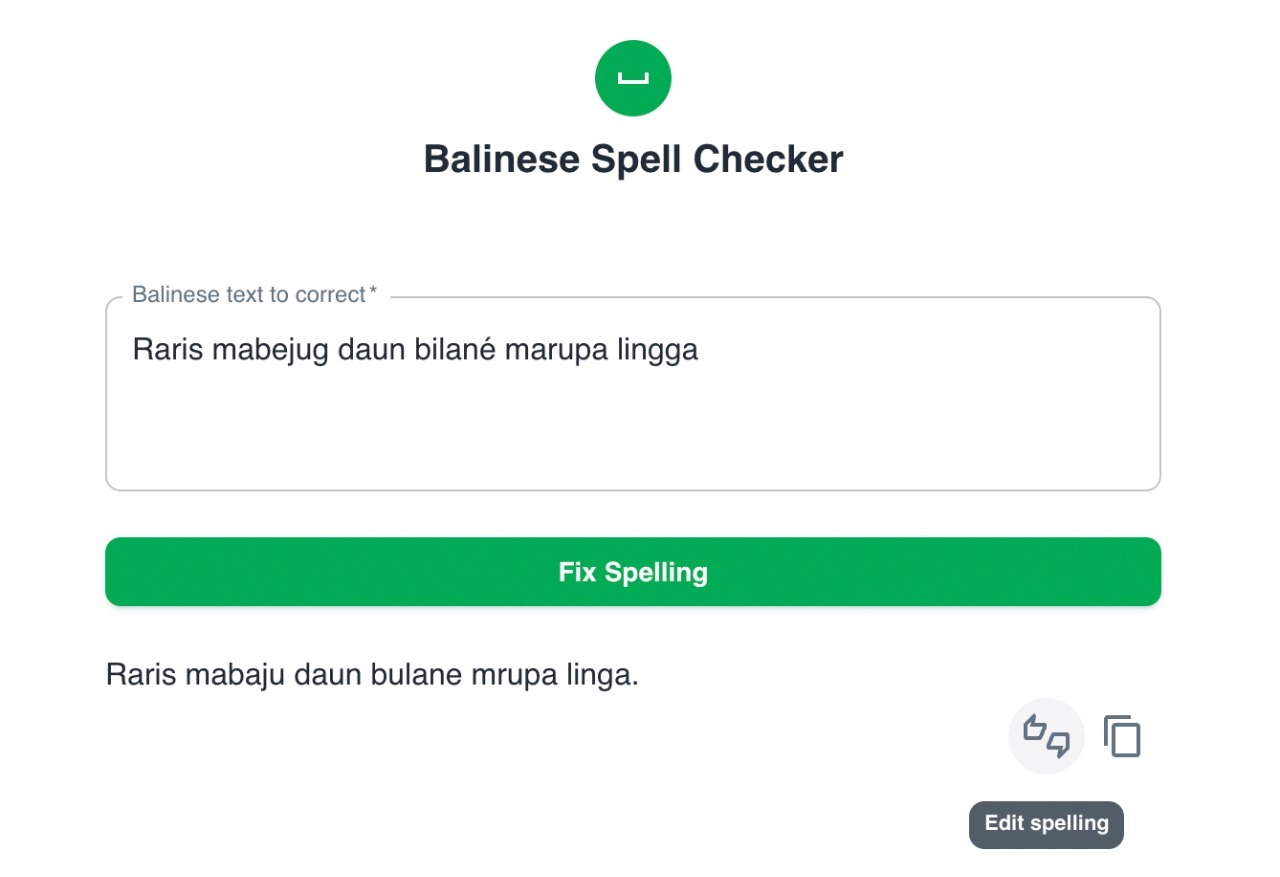 Balinese Spell Checker
Balinese text to correct *
Raris mabejug daun bilané marupa lingga
Fix Spelling
Raris mabaju daun bulane mrupa linga.
Edit spelling